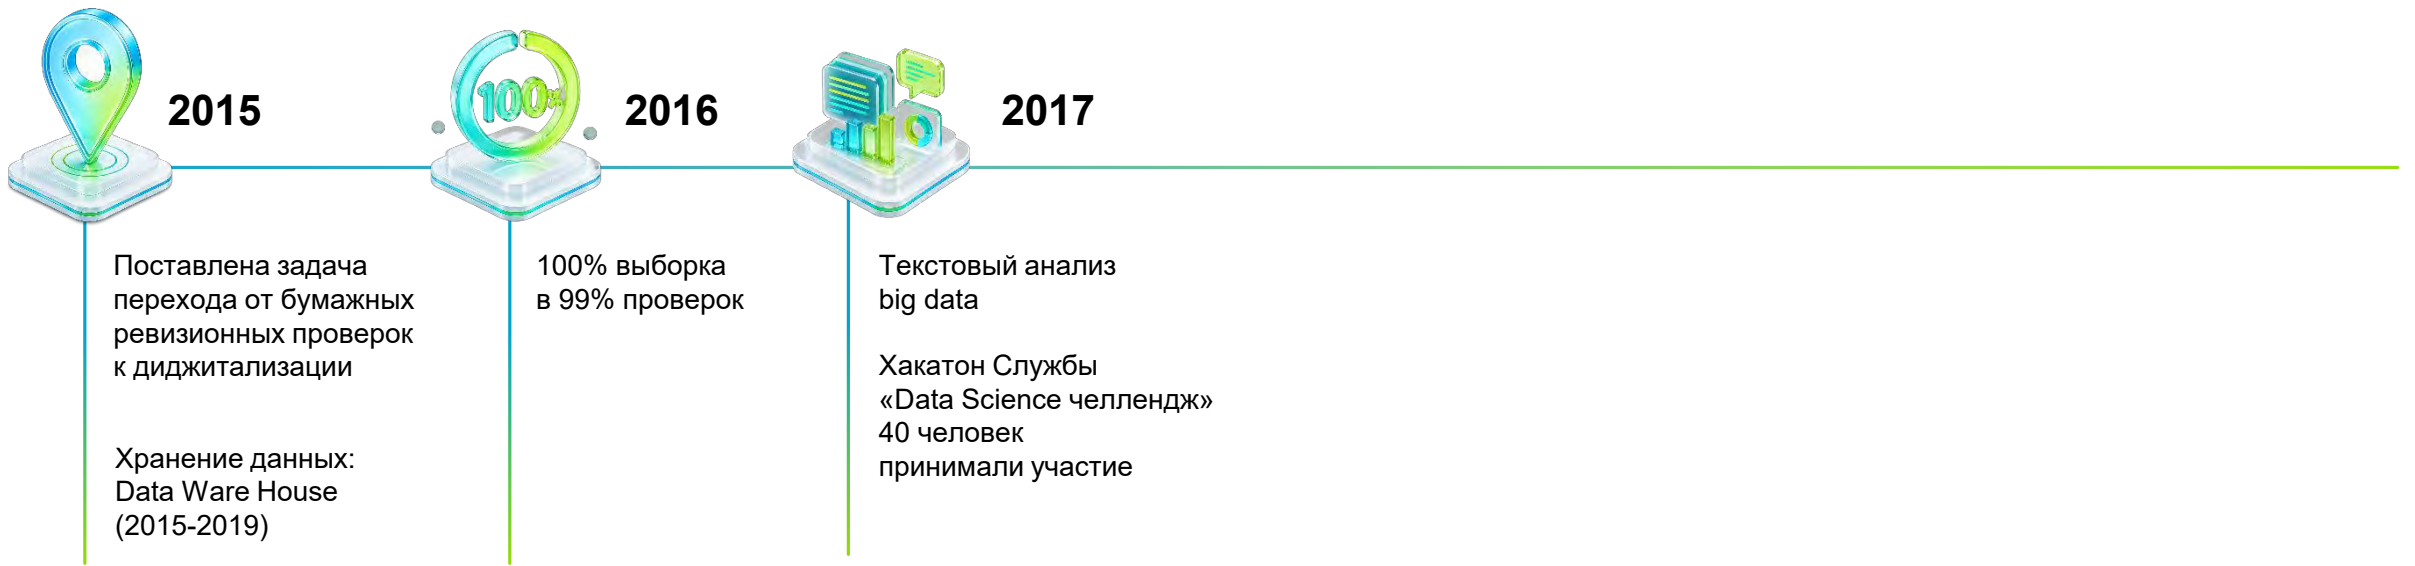 2015
Поставлена задача
перехода от бумажных
ревизионных проверок
к диджитализации
Хранение данных:
Data Ware House
(2015-2019)
100%
2016
100% выборка
в 99% проверок
2017
Текстовый анализ
big data
Хакатон Службы
«Data Science челлендж»
40 человек
принимали участие